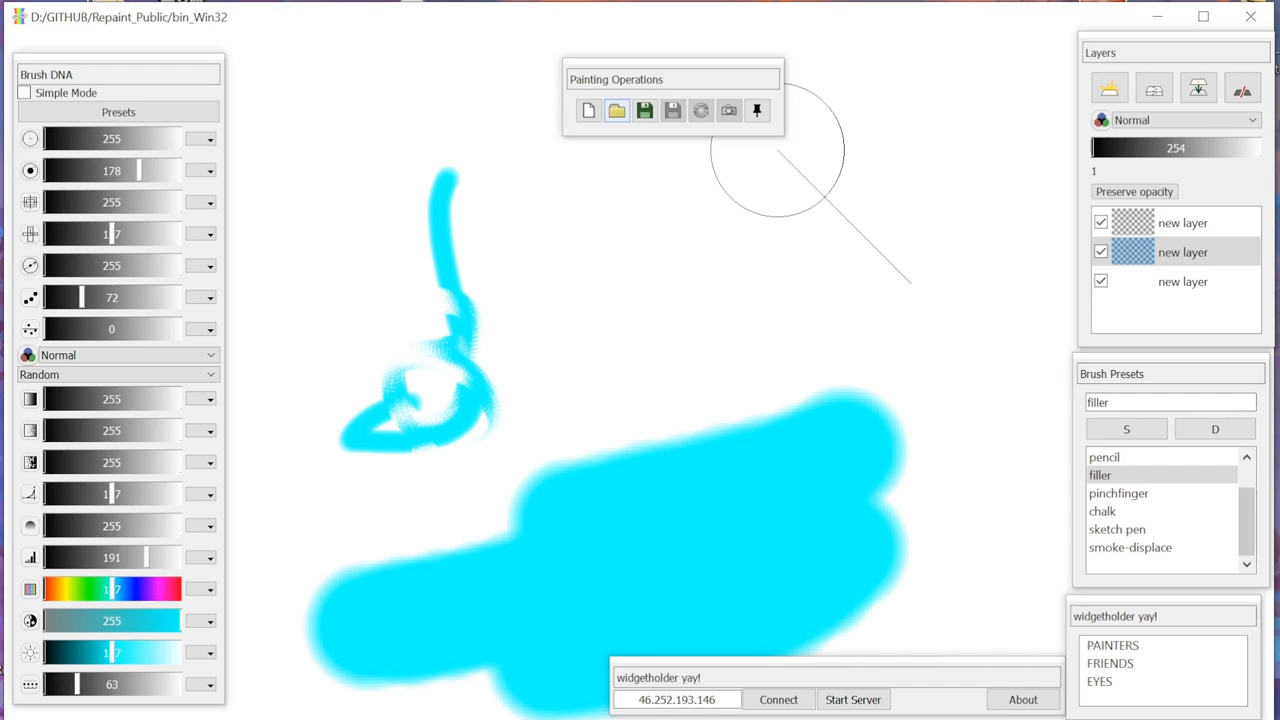 D:/GITHUB/Repaint_Public/bin_Win32
Brush DNA
Simple Mode
Presets
255
178
255
255
72
0
Normal
Random
255
255
255
255
191
255
63
Painting Operations
Layers
Normal
254
1
Preserve opacity
new layer
new layer
new layer
Brush Presets
filler
S D
pencil
filler
pinchfinger
chalk
sketch pen
smoke-displace
widgetholder yay!
PAINTERS
FRIENDS
EYES
widgetholder yay!
46.252.193.146 Connect Start Server About